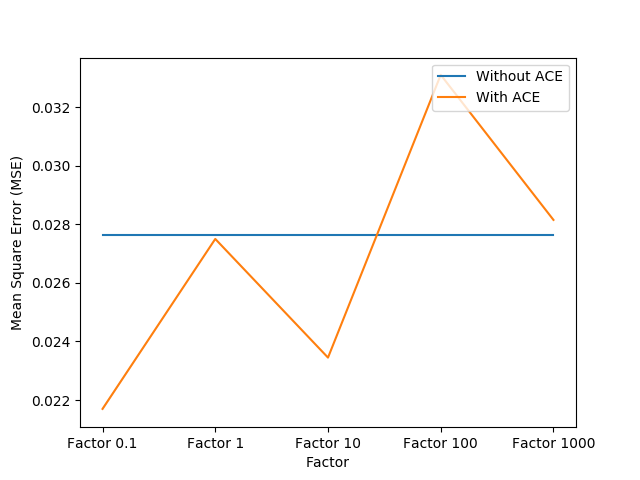 Without ACE
With ACE
0.032
0.030
0.028
0.026
0.024
0.022
Mean Square Error (MSE)
Factor 0.1 Factor 1 Factor 10 Factor 100 Factor 1000
Factor